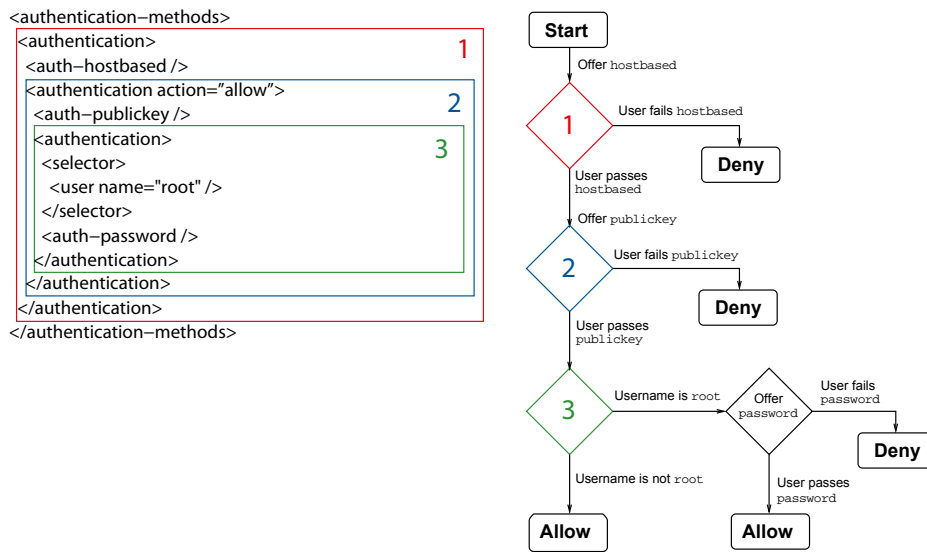 <authentication−methods>
<authentication>
1
<auth−hostbased />
<authentication action=”allow”>
2
<auth−publickey />
<authentication>
3
<selector>
<user name="root" />
</selector>
<auth−password />
</authentication>
</authentication>
</authentication>
</authentication−methods>
Start
Offer hostbased
1
User fails hostbased
Deny
User passes
hostbased
Offer publickey
2
User fails publickey
Deny
User passes
publickey
3
Username is root
Offer
password
User fails
password
Deny
Username is not root
User passes
password
Allow
Allow